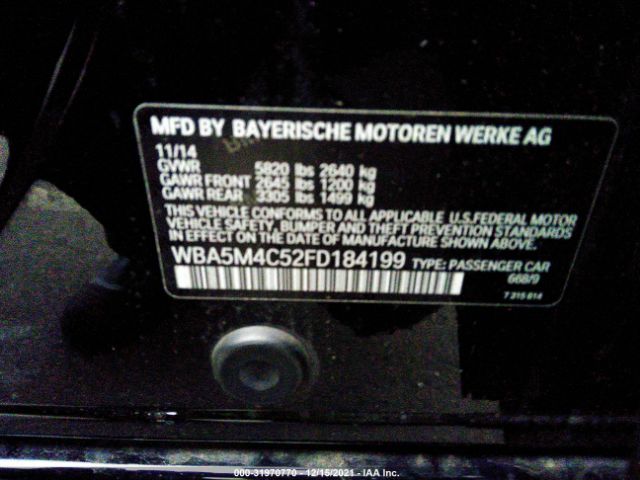 MFD BY BAYERISCHE MOTOREN WERKE AG
11/14
GVWR 5820 lbs 2640 kg
GAWR FRONT 2645 lbs 1200 kg
GAWR REAR 3305 lbs 1499 kg
THIS VEHICLE CONFORMS TO ALL APPLICABLE U.S.FEDERAL MOTOR
VEHICLE SAFETY, BUMPER, AND THEFT PREVENTION STANDARDS
IN EFFECT ON THE DATE OF MANUFACTURE SHOWN ABOVE.
WBA5M4C52FD184199 TYPE: PASSENGER CAR
668/9
7 315 614
000-31970770 - 12/15/2021 - IAA Inc.